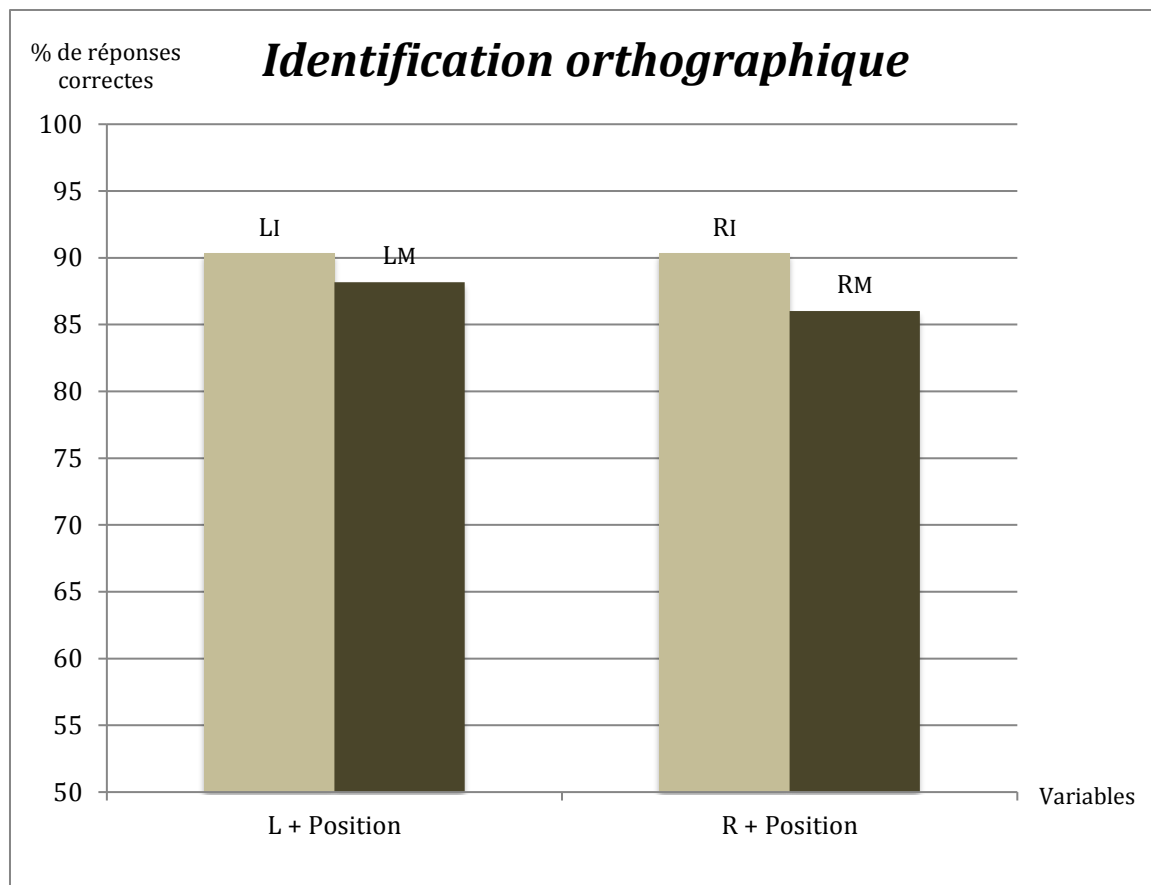 % de réponses
correctes
Identification orthographique
100
95
90
85
80
75
70
65
60
55
50
LI
LM
RI
RM
L + Position
R + Position
Variables